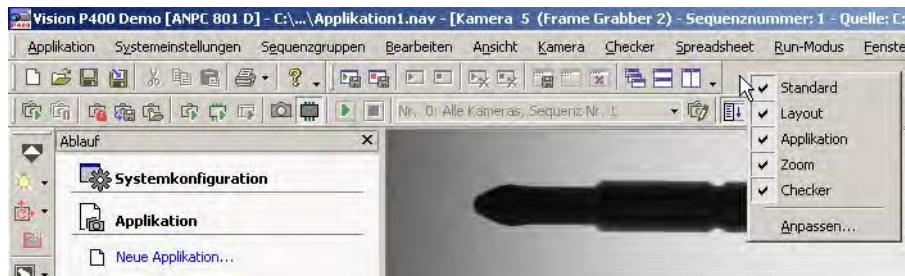 Vision P400 Demo [ANPC 801 D] - C:\...\Applikation1.nav - [Kamera 5 (Frame Grabber 2) - Sequenznummer: 1 - Quelle: C:
Applikation Systemeinstellungen Sequenzgruppen Bearbeiten Ansicht Kamera Checker Spreadsheet Run-Modus Fenste
Standard
Layout
Nr. 0: Alle Kameras, Sequenz Nr. 1
Applikation
Ablauf
Zoom
Systemkonfiguration
Checker
Applikation
Anpassen...
Neue Applikation...